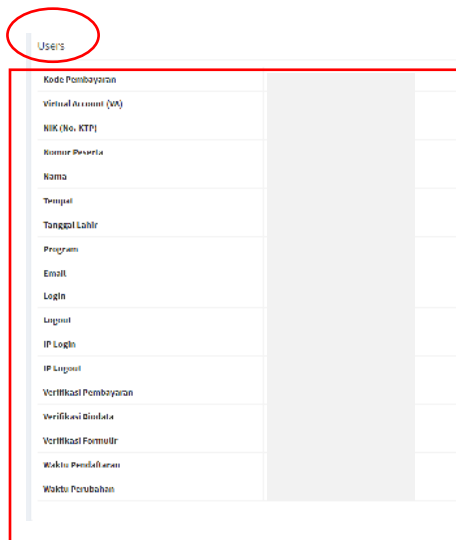 Users
Kode Pembayaran
Virtual Account (VA)
NIK (No. KTP)
Nomor Peserta
Nama
Tempat
Tanggal Lahir
Program
Email
Login
Logout
IP Login
IP Logout
Verifikasi Pembayaran
Verifikasi Biodata
Verifikasi Formulir
Waktu Pendaftaran
Waktu Perubahan